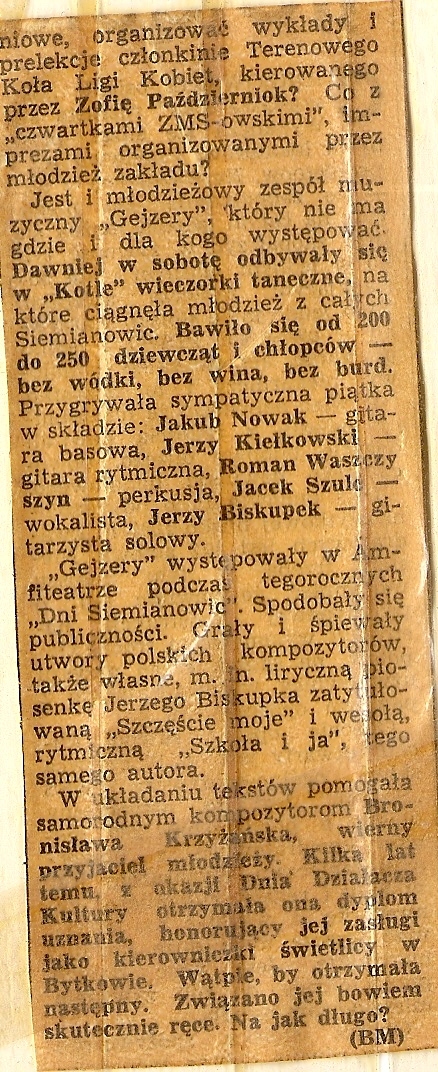 niowe, organizować wykłady i
prelekcje członkinie Terenowego
Koła Ligi Kobiet, kierowanego
przez Zofię Październiok? Co z
„czwartkami ZMS-owskimi”, im-
prezami organizowanymi przez
młodzież zakładu?
Jest i młodzieżowy zespół mu-
zyczny „Gejzery”, który nie ma
gdzie i dla kogo występować.
Dawniej w sobotę odbywały się
w „Kotle” wieczorki taneczne, na
które ciągnęła młodzież z całych
Siemianowic. Bawiło się od 200
do 250 dziewcząt i chłopców —
bez wódki, bez wina, bez burd.
Przygrywała sympatyczna piątka
w składzie: Jakub Nowak — gita-
ra basowa, Jerzy Kiełkowski —
gitara rytmiczna, Roman Waszczy
szyn — perkusja, Jacek Szulc —
wokalista, Jerzy Biskupek — gi-
tarzysta solowy.
„Gejzery” występowały w Am-
fiteatrze podczas tegorocznych
„Dni Siemianowic”. Spodobały się
publiczności. Grały i śpiewały
utwory polskich kompozytorów,
także własne, m. in. liryczną pio-
senkę Jerzego Biskupka zatytuło-
waną „Szczęście moje” i wesołą,
rytmiczną „Szkoła i ja”, tego
samego autora.
W układaniu tekstów pomogała
samorodnym kompozytorom Bro-
nisława Krzyżańska, wierny
przyjaciel młodzieży. Kilka lat
temu, z okazji Dnia Działacza
Kultury otrzymała ona dyplom
uznania, honorujący jej zasługi
jako kierowniczki świetlicy w
Bytkowie. Wątpię, by otrzymała
następny. Związano jej bowiem
skutecznie ręce. Na jak długo?
(BM)